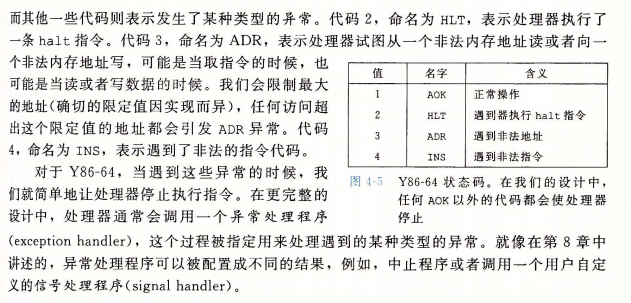 而其他一些代码则表示发生了某种类型的异常。代码 2，命名为 HLT，表示处理器执行了
一条 halt 指令。代码 3，命名为 ADR，表示处理器试图从一个非法内存地址读或者向一
个非法内存地址写，可能是当取指令的时候，也
可能是当读或者写数据的时候。我们会限制最大
的地址(确切的限定值因实现而异)，任何访问超
出这个限定值的地址都会引发 ADR 异常。代码
4，命名为 INS，表示遇到了非法的指令代码。
对于 Y86-64，当遇到这些异常的时候，我
们就简单地让处理器停止执行指令。在更完整的
设计中，处理器通常会调用一个异常处理程序
值 名字 含义
1 AOK 正常操作
2 HLT 遇到器执行 halt 指令
3 ADR 遇到非法地址
4 INS 遇到非法指令
图 4-5 Y86-64 状态码。在我们的设计中，
任何 AOK 以外的代码都会使处理器
停止
(exception handler)，这个过程被指定用来处理遇到的某种类型的异常。就像在第 8 章中
讲述的，异常处理程序可以被配置成不同的结果，例如，中止程序或者调用一个用户自定
义的信号处理程序(signal handler)。